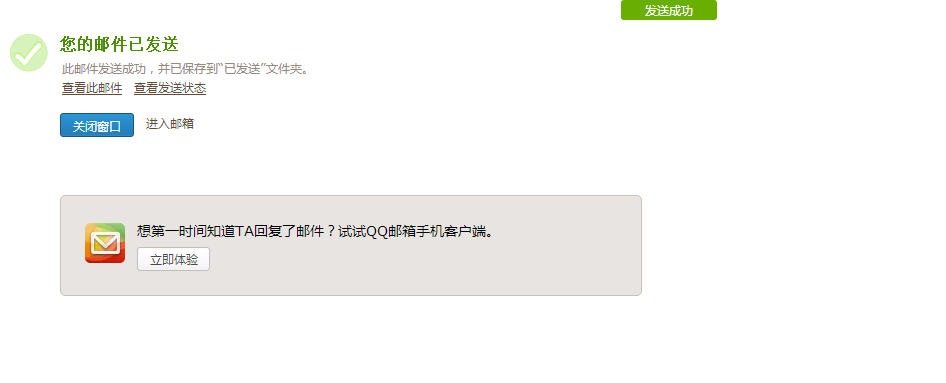 发送成功
您的邮件已发送
此邮件发送成功，并已保存到“已发送”文件夹。
查看此邮件 查看发送状态
关闭窗口 进入邮箱
想第一时间知道TA回复了邮件？试试QQ邮箱手机客户端。
立即体验